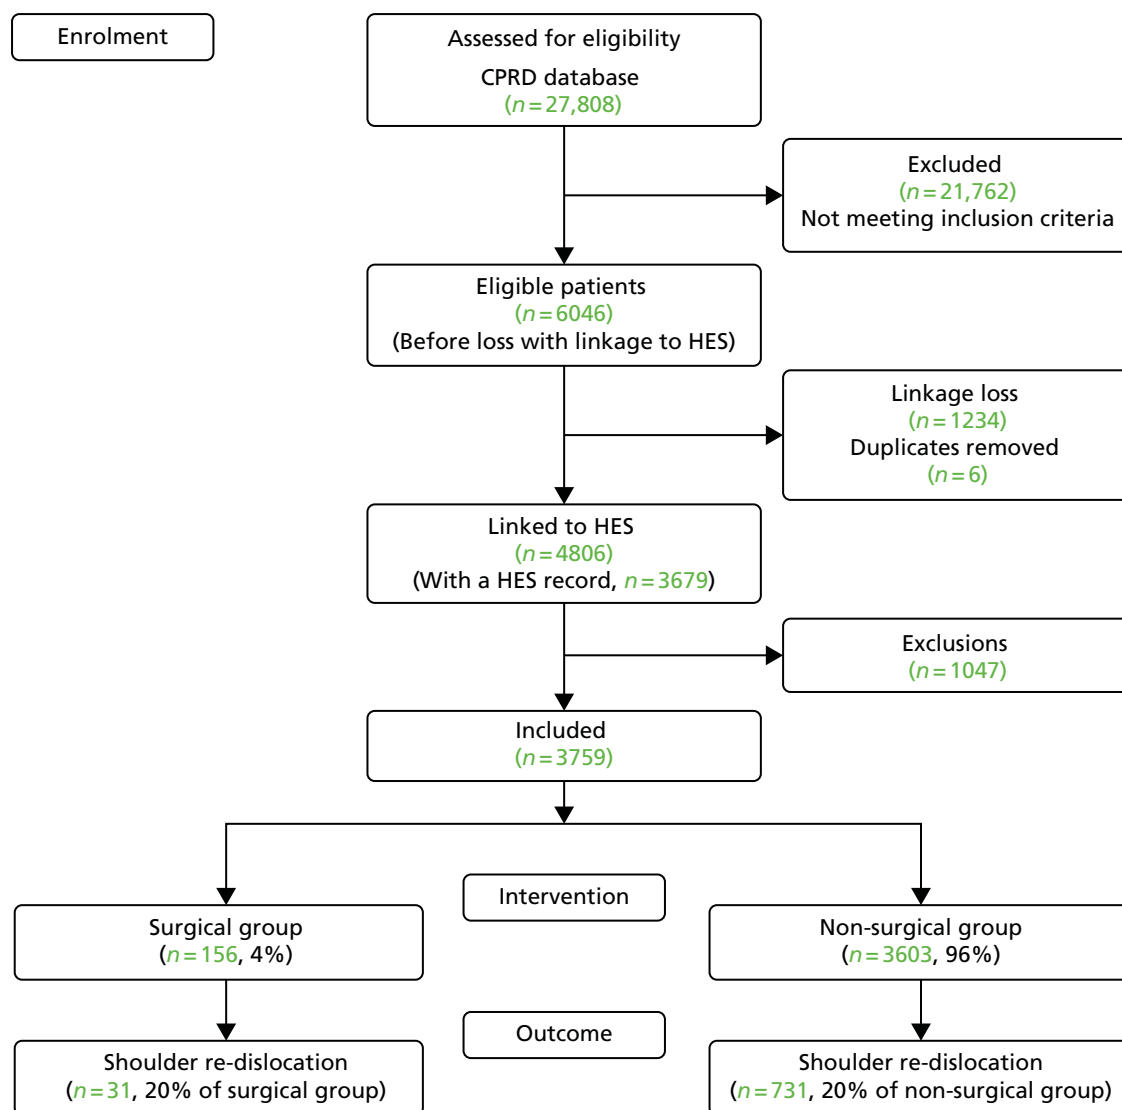 Enrolment
Assessed for eligibility
CPRD database
(n=27,808)
Excluded
(n=21,762)
Not meeting inclusion criteria
Eligible patients
(n=6046)
(Before loss with linkage to HES)
Linkage loss
(n=1234)
Duplicates removed
(n=6)
Linked to HES
(n=4806)
(With a HES record, n=3679)
Exclusions
(n=1047)
Included
(n=3759)
Intervention
Surgical group
(n=156, 4%)
Non-surgical group
(n=3603, 96%)
Outcome
Shoulder re-dislocation
(n=31, 20% of surgical group)
Shoulder re-dislocation
(n=731, 20% of non-surgical group)